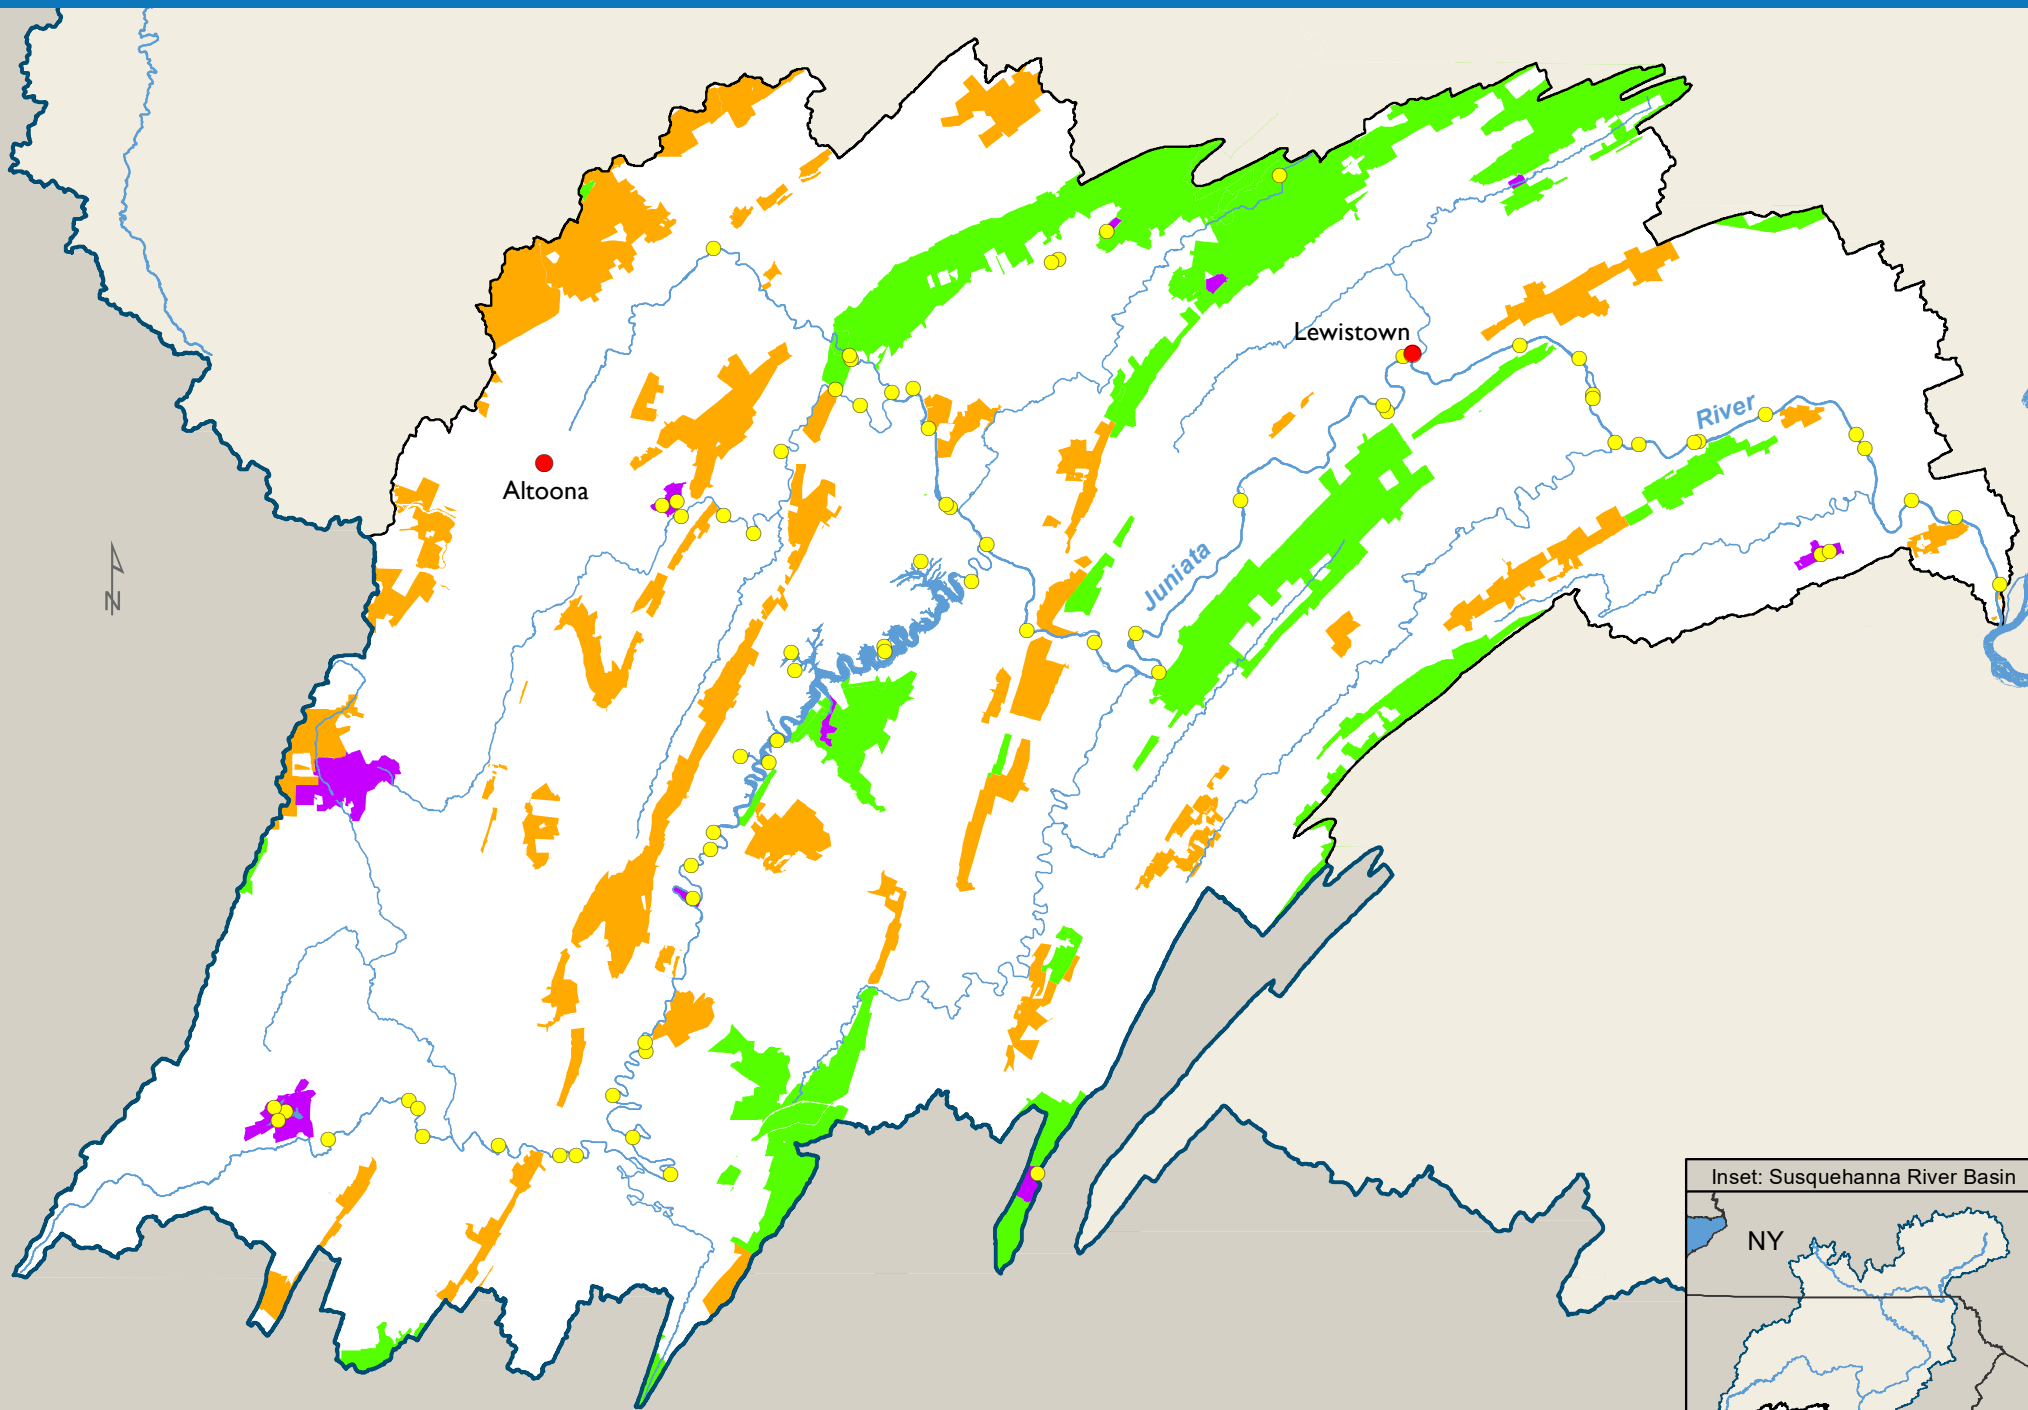 Lewistown
River
Altoona
Juniata
N
Inset: Susquehanna River Basin
NY